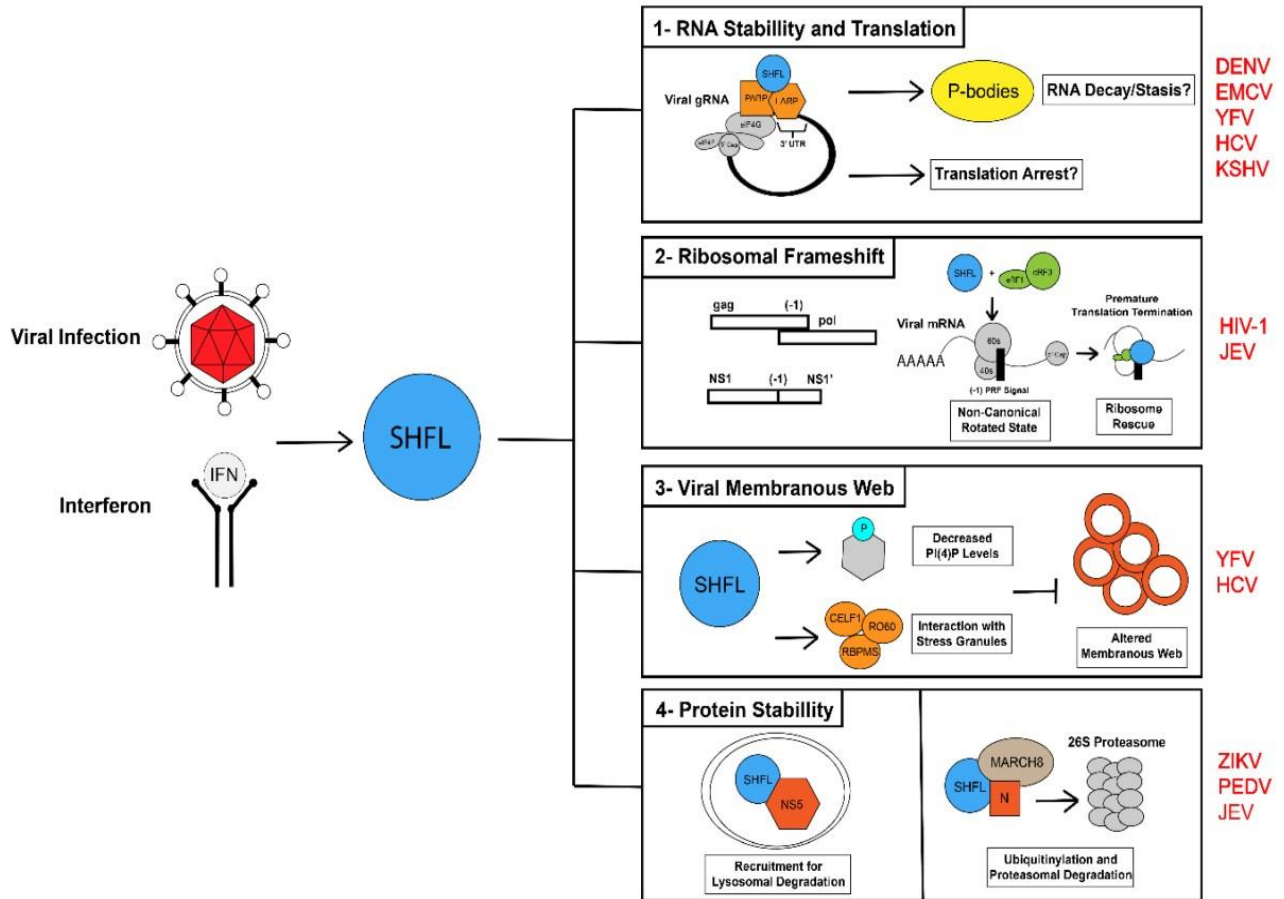 1- RNA Stabillity and Translation
SHFL
Viral gRNA
PABP
LARP
eIF4G
5' Cap
3' UTR
P-bodies
RNA Decay/Stasis?
Translation Arrest?
DENV
EMCV
YFV
HCV
KSHV
Viral Infection
Interferon
IFN
SHFL
2- Ribosomal Frameshift
gag
(-1)
pol
NS1
(-1)
NS1'
SHFL
+
eRF1
eRF3
Viral mRNA
AAAAA
60s
40s
(-1) PRF Signal
5' Cap
Non-Canonical
Rotated State
Premature
Translation Termination
Ribosome
Rescue
HIV-1
JEV
3- Viral Membranous Web
SHFL
P
Decreased
PI(4)P Levels
CELF1
RO60
RBPMS
Interaction with
Stress Granules
Altered
Membranous Web
YFV
HCV
4- Protein Stabillity
SHFL
NS5
Recruitment for
Lysosomal Degradation
MARCH8
SHFL
N
26S Proteasome
Ubiquitinylation and
Proteasomal Degradation
ZIKV
PEDV
JEV